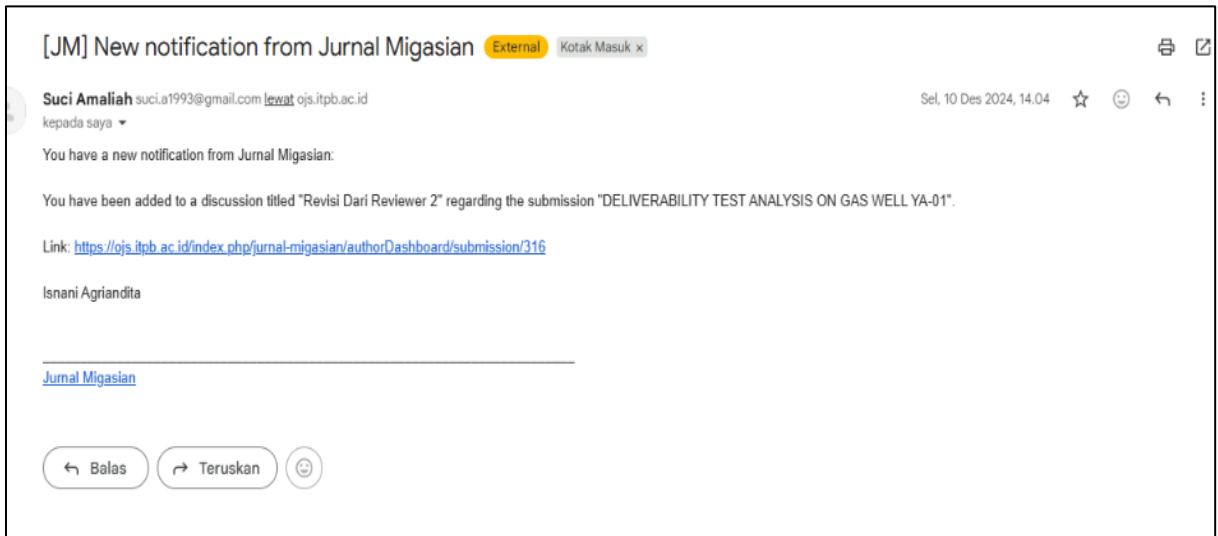 [JM] New notification from Jurnal Migasian External Kotak Masuk x
Suci Amaliah suci.a1993@gmail.com lewat ojs.itpb.ac.id Sel, 10 Des 2024, 14.04
kepada saya
You have a new notification from Jurnal Migasian:
You have been added to a discussion titled "Revisi Dari Reviewer 2" regarding the submission "DELIVERABILITY TEST ANALYSIS ON GAS WELL YA-01".
Link: https://ojs.itpb.ac.id/index.php/jurnal-migasian/authorDashboard/submission/316
Isnani Agriandita
Jurnal Migasian
Balas Teruskan